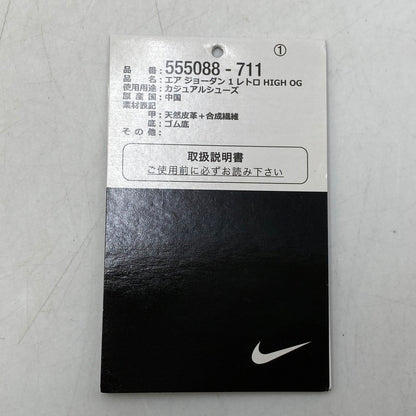 ①
品 番：555088 - 711
品 名：エア ジョーダン 1 レトロ HIGH OG
使用用途：カジュアルシューズ
原 産 国：中国
素材表記
甲：天然皮革＋合成繊維
底：ゴム底
そ の 他：
取扱説明書
ご使用前に必ずお読み下さい